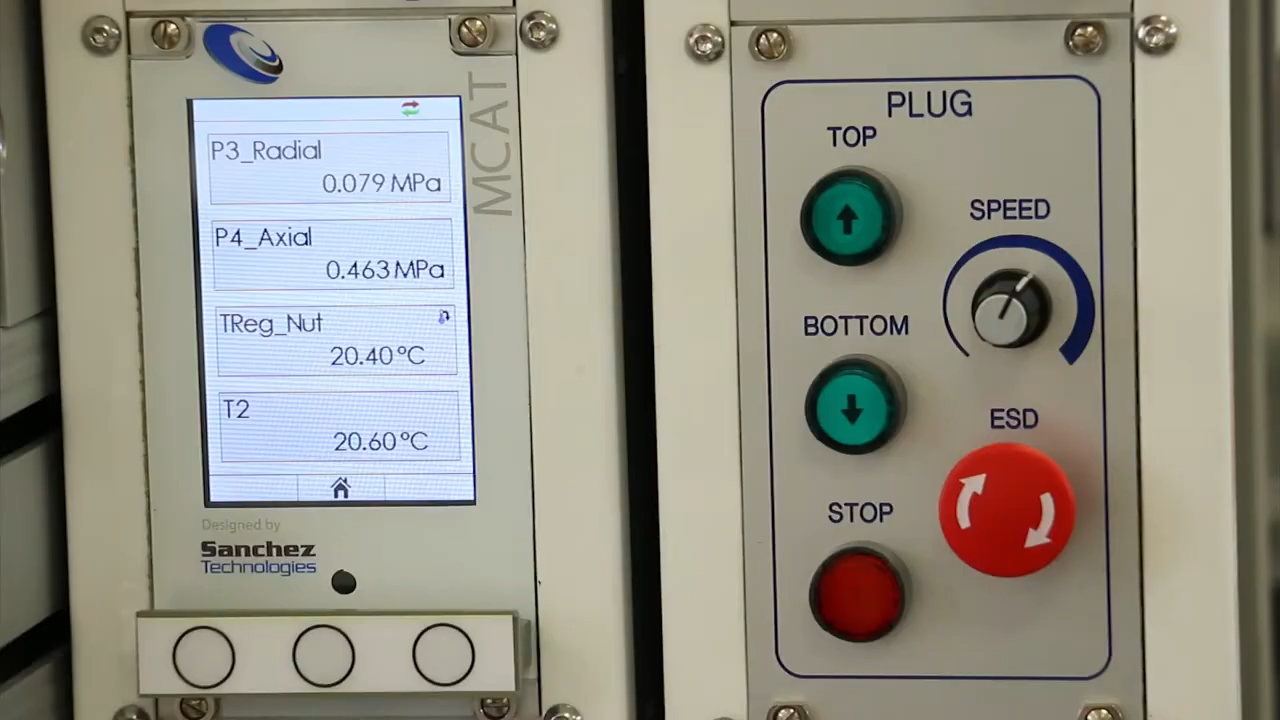 MCAT
P3_Radial
0.079 MPa
P4_Axial
0.463 MPa
TReg_Nut
20.40 °C
T2
20.60 °C
Designed by
Sanchez
Technologies
PLUG
TOP
SPEED
BOTTOM
ESD
STOP